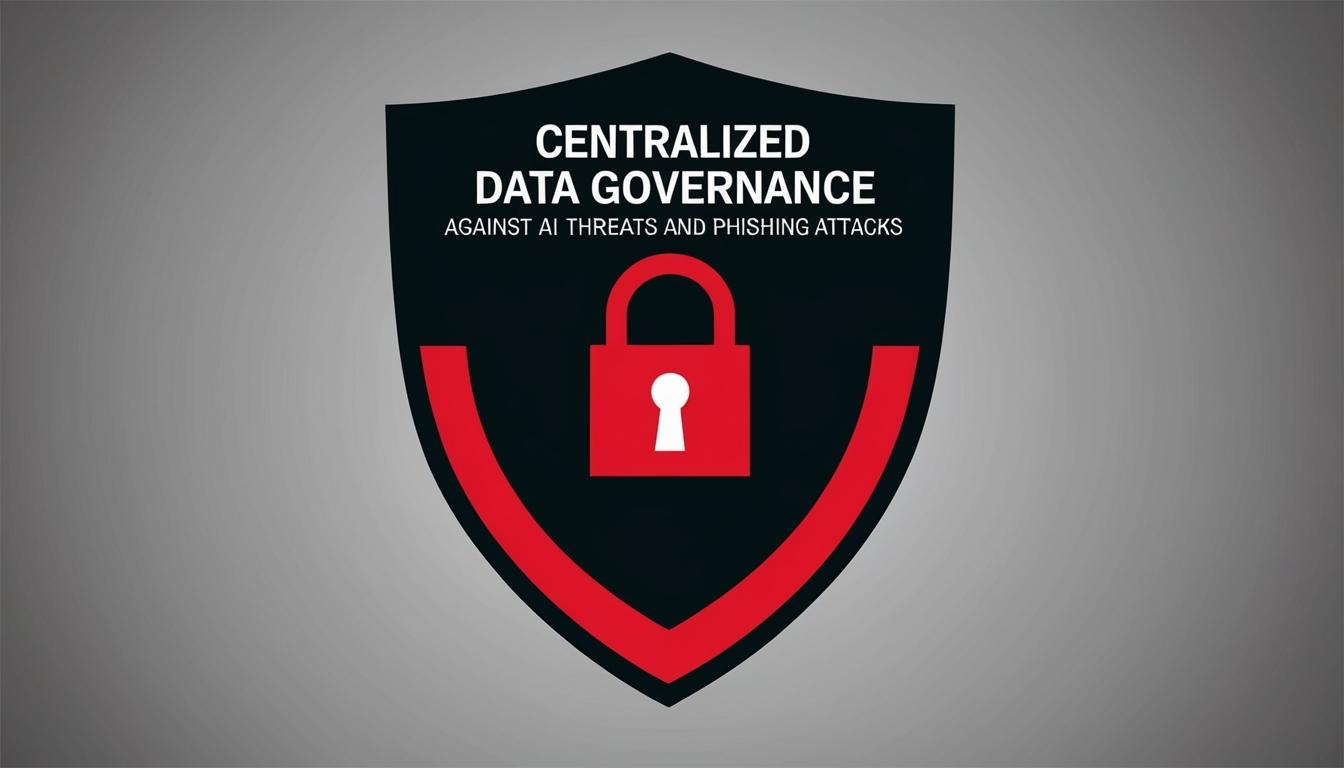 CENTRALIZED
DATA GOVERNANCE
AGAINST AI THREATS AND PHISHING ATTACKS